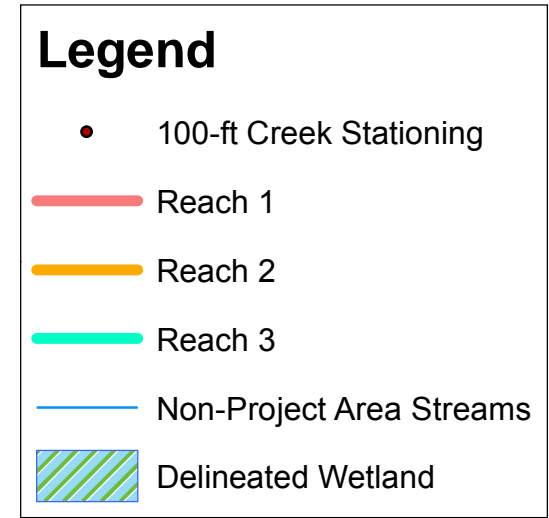 Legend
100-ft Creek Stationing
Reach 1
Reach 2
Reach 3
Non-Project Area Streams
Delineated Wetland